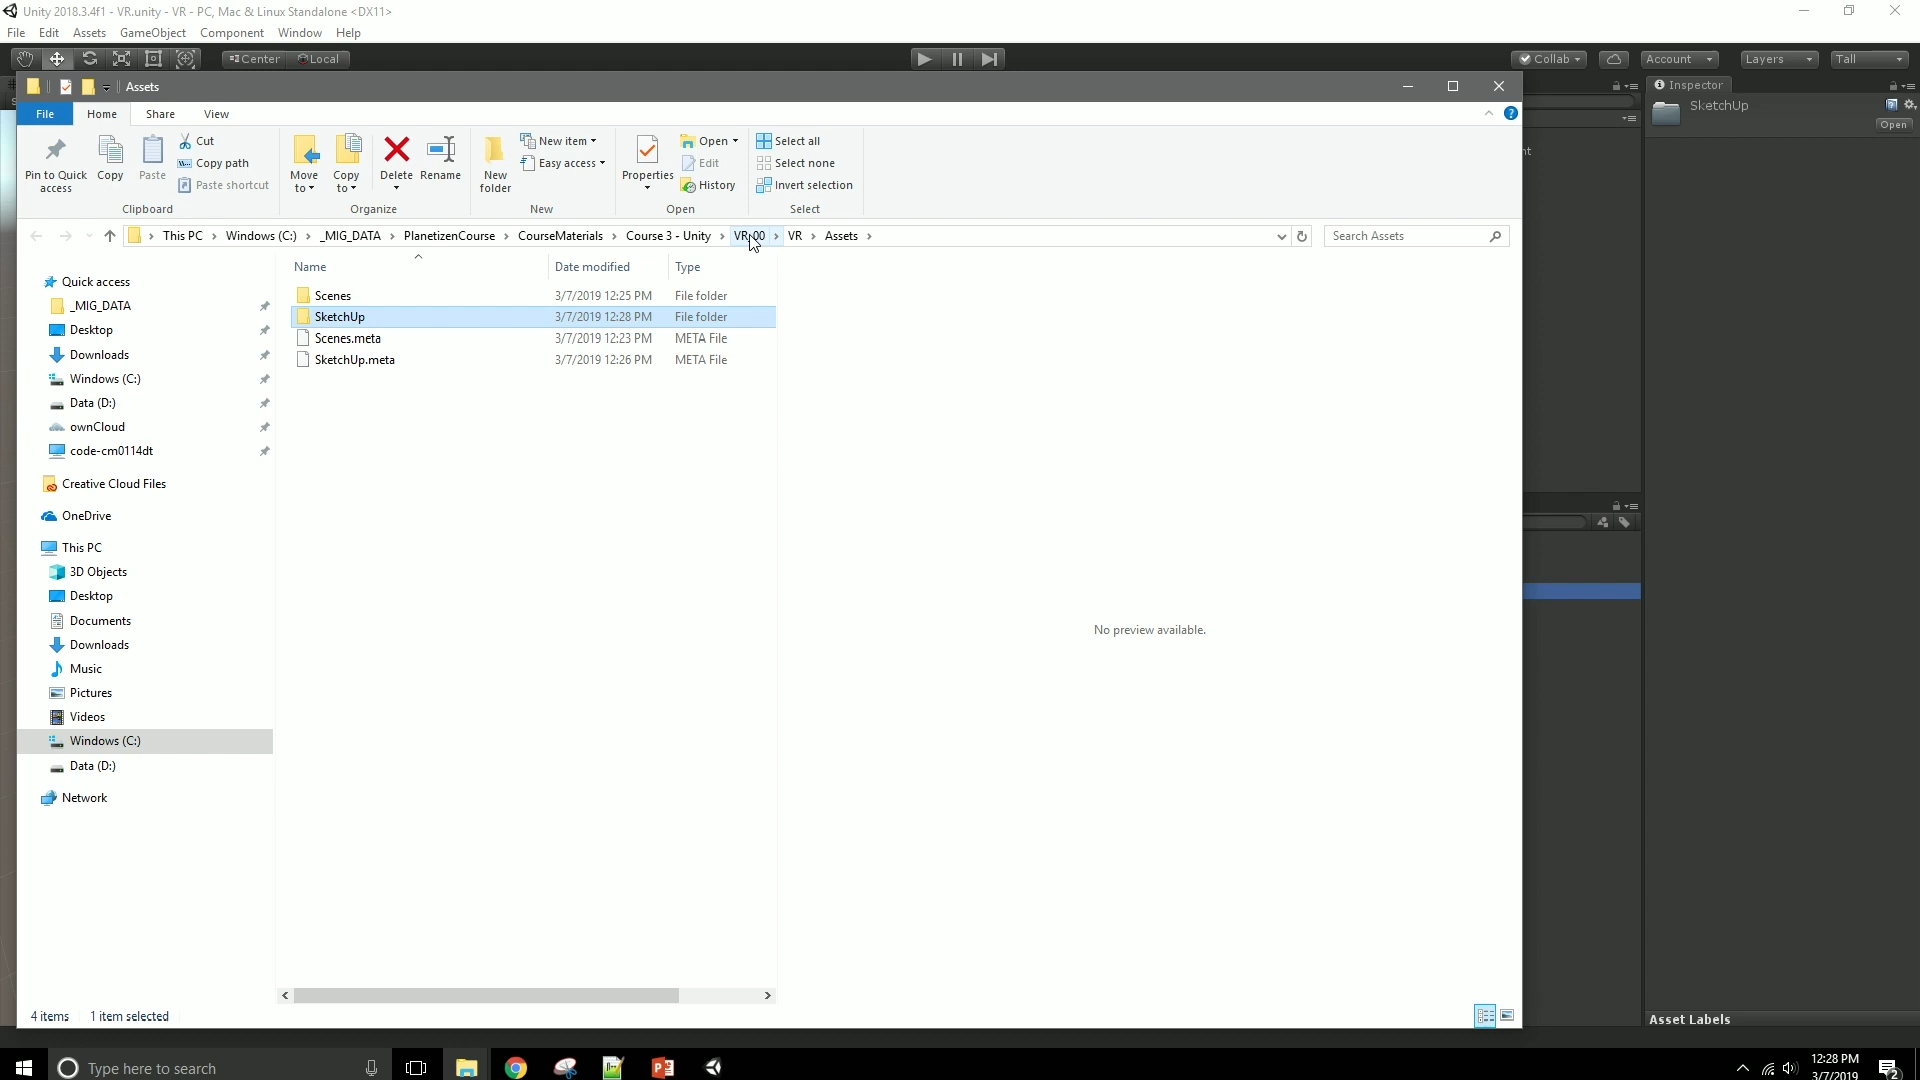 Unity 2018.3.4f1 - VR.unity - VR - PC, Mac & Linux Standalone <DX11>
File Edit Assets GameObject Component Window Help
Center Local Collab Account Layers Tall
Assets
Inspector
File Home Share View
SketchUp
Open
Pin to Quick access
Copy
Paste
Cut
Copy path
Paste shortcut
Clipboard
Move to
Copy to
Delete
Rename
Organize
New folder
New item
Easy access
New
Properties
Open
Edit
History
Open
Select all
Select none
Invert selection
Select
This PC > Windows (C:) > _MIG_DATA > PlanetizenCourse > CourseMaterials > Course 3 - Unity > VR_00 > VR > Assets >
Search Assets
Name Date modified Type
Scenes 3/7/2019 12:25 PM File folder
SketchUp 3/7/2019 12:28 PM File folder
Scenes.meta 3/7/2019 12:23 PM META File
SketchUp.meta 3/7/2019 12:26 PM META File
Quick access
_MIG_DATA
Desktop
Downloads
Windows (C:)
Data (D:)
ownCloud
code-cm0114dt
Creative Cloud Files
OneDrive
This PC
3D Objects
Desktop
Documents
Downloads
Music
Pictures
Videos
Windows (C:)
Data (D:)
Network
No preview available.
4 items 1 item selected
Asset Labels
Type here to search
12:28 PM
3/7/2019
2